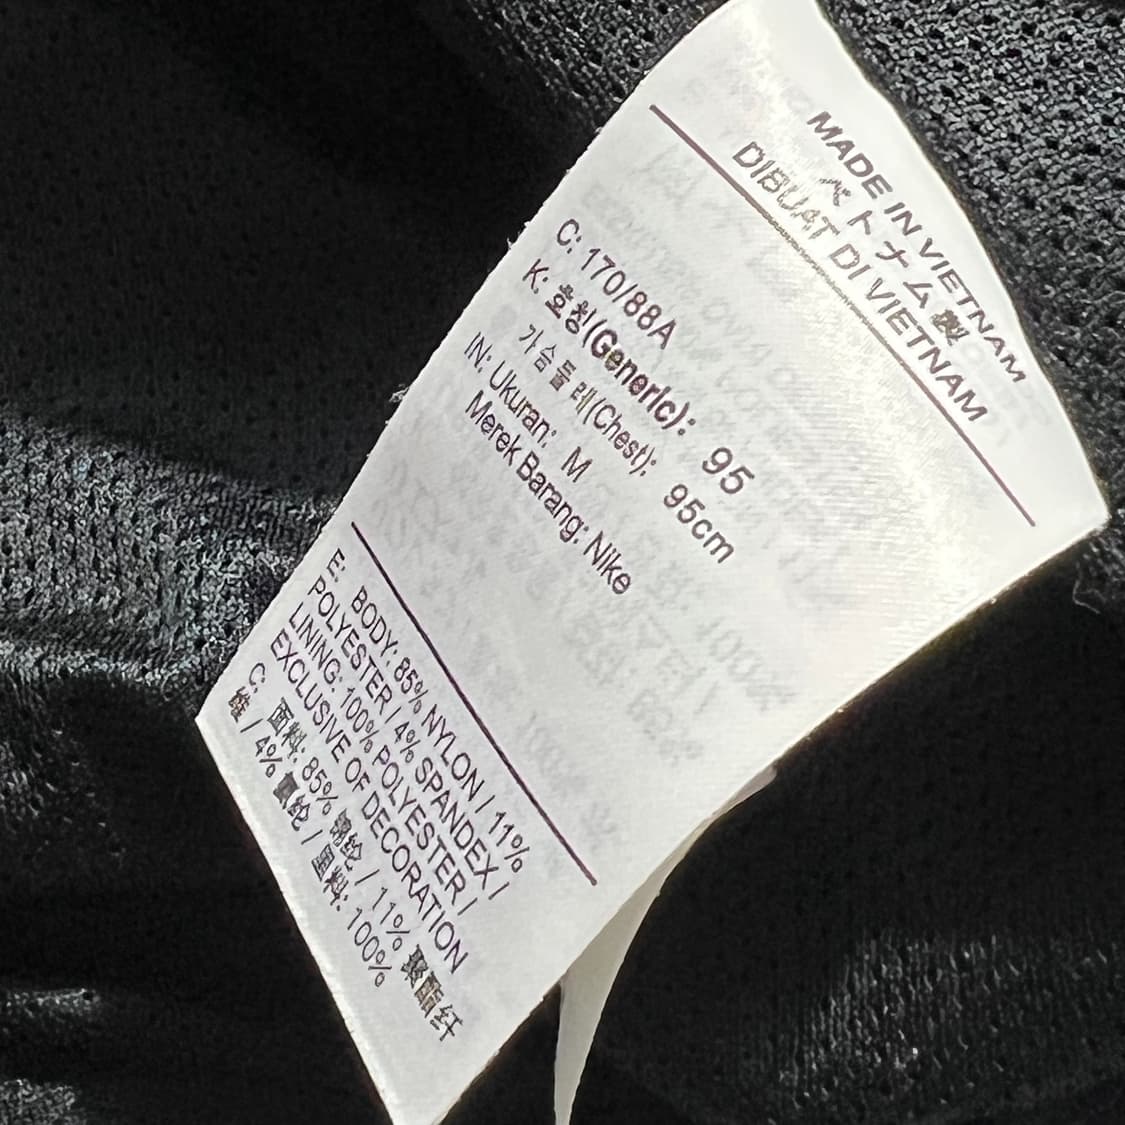 MADE IN VIETNAM
ベトナム製
DIBUAT DI VIETNAM
C: 170/88A
K: 호칭(Generic): 95
가슴둘레(Chest): 95cm
IN: Ukuran: M
Merek Barang: Nike
E: BODY: 85% NYLON / 11%
POLYESTER / 4% SPANDEX /
LINING: 100% POLYESTER /
EXCLUSIVE OF DECORATION
C: 面料: 85% 锦纶 / 11% 聚酯纤
维 / 4% 氨纶 / 里料: 100%